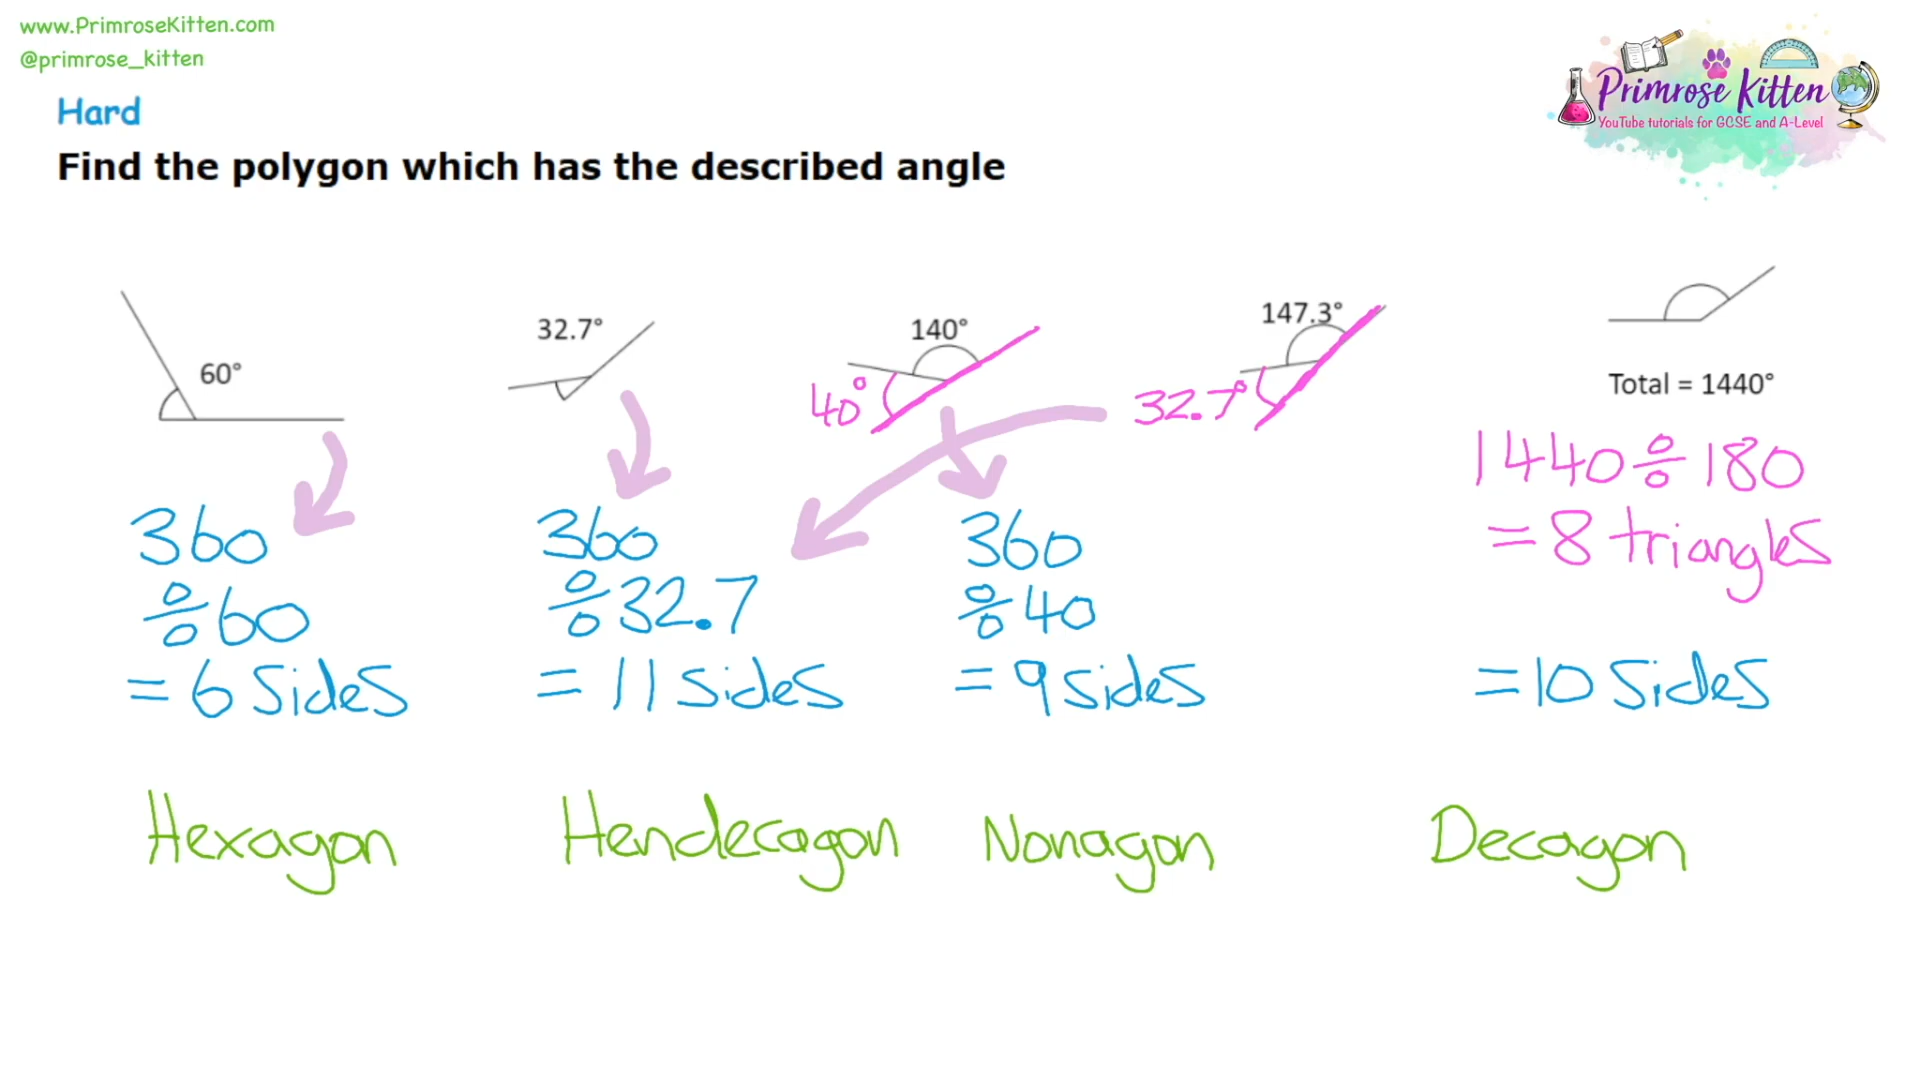 www.PrimroseKitten.com
@primrose_kitten
Primrose Kitten
YouTube tutorials for GCSE and A-Level
Hard
Find the polygon which has the described angle
60°
32.7°
140°
40°
147.3°
32.7°
Total = 1440°
360
÷60
= 6 sides
Hexagon
360
÷32.7
= 11 sides
Hendecagon
360
÷40
= 9 sides
Nonagon
1440÷180
= 8 triangles
= 10 sides
Decagon